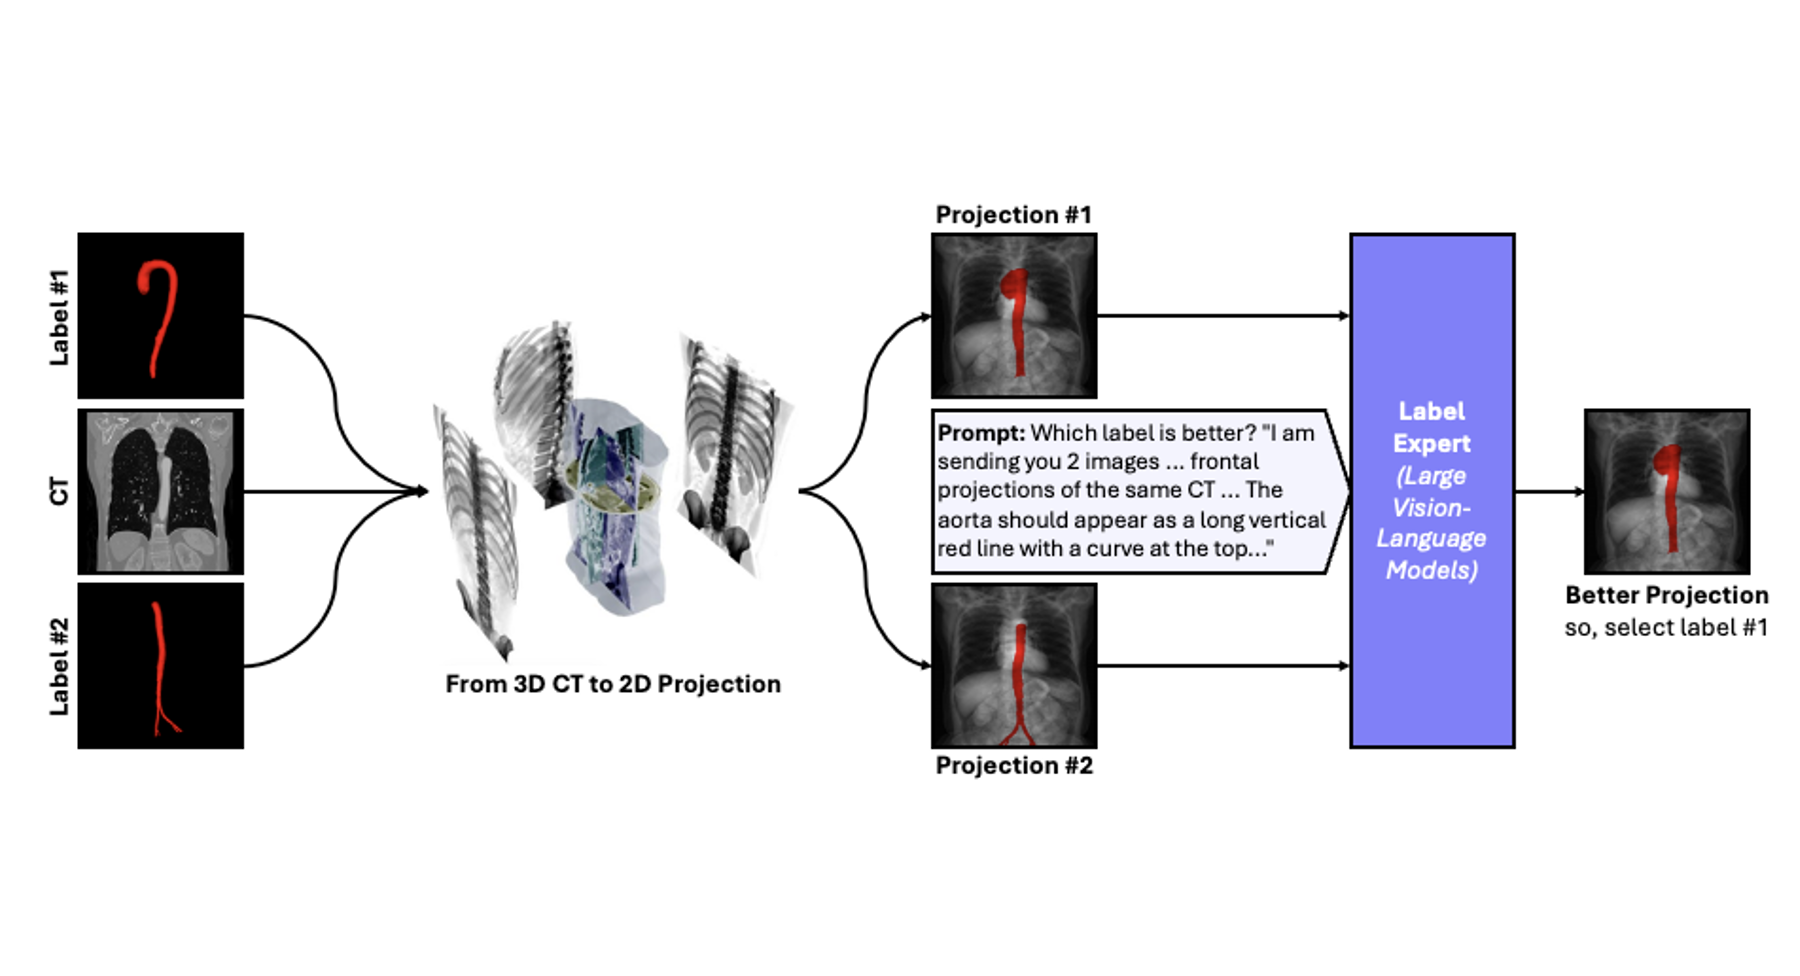 Label #1
CT
Label #2
From 3D CT to 2D Projection
Projection #1
Prompt: Which label is better? "I am
sending you 2 images ... frontal
projections of the same CT ... The
aorta should appear as a long vertical
red line with a curve at the top..."
Projection #2
Label
Expert
(Large
Vision-
Language
Models)
Better Projection
so, select label #1